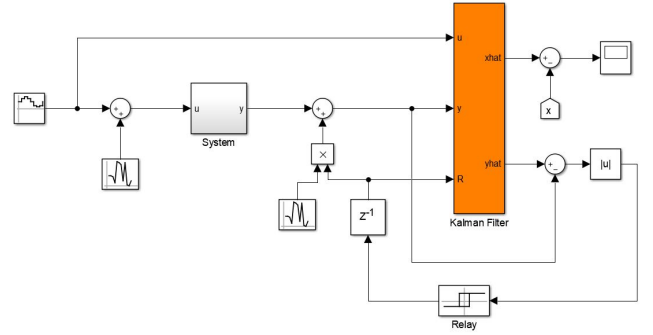 u
xhat
+
−
x
+
+
u
y
System
+
+
y
×
yhat
+
−
|u|
R
z-1
Kalman Filter
Relay